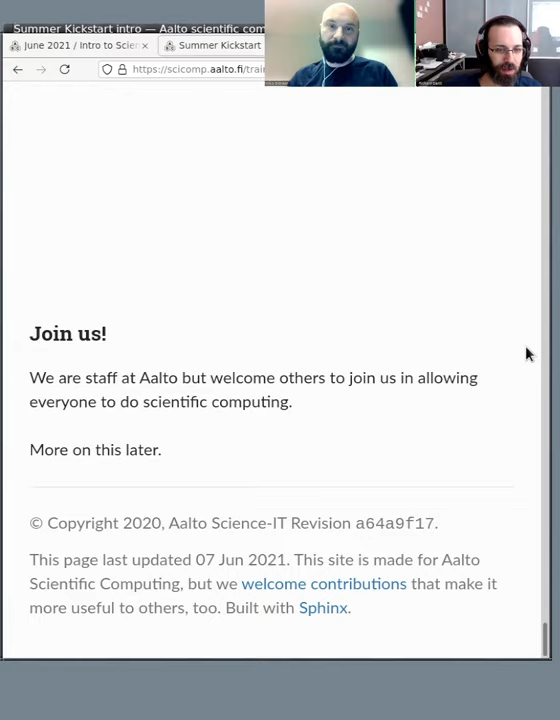 Summer Kickstart intro — Aalto scientific com
June 2021 / Intro to Scie
Summer Kickstart
https://scicomp.aalto.fi/trai
Join us!
We are staff at Aalto but welcome others to join us in allowing
everyone to do scientific computing.
More on this later.
© Copyright 2020, Aalto Science-IT Revision a64a9f17.
This page last updated 07 Jun 2021. This site is made for Aalto
Scientific Computing, but we welcome contributions that make it
more useful to others, too. Built with Sphinx.